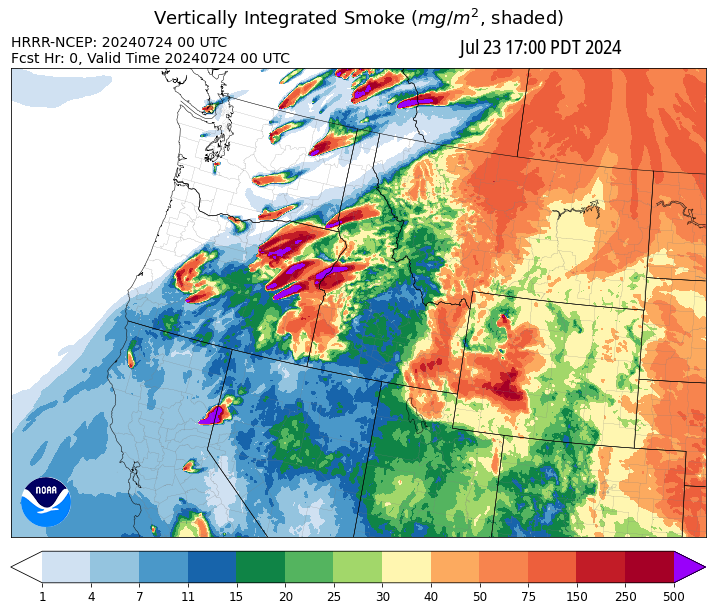 Vertically Integrated Smoke (mg/m², shaded)
HRRR-NCEP: 20240724 00 UTC
Jul 23 17:00 PDT 2024
Fcst Hr: 0, Valid Time 20240724 00 UTC
NOAA
1 4 7 11 15 20 25 30 40 50 75 150 250 500